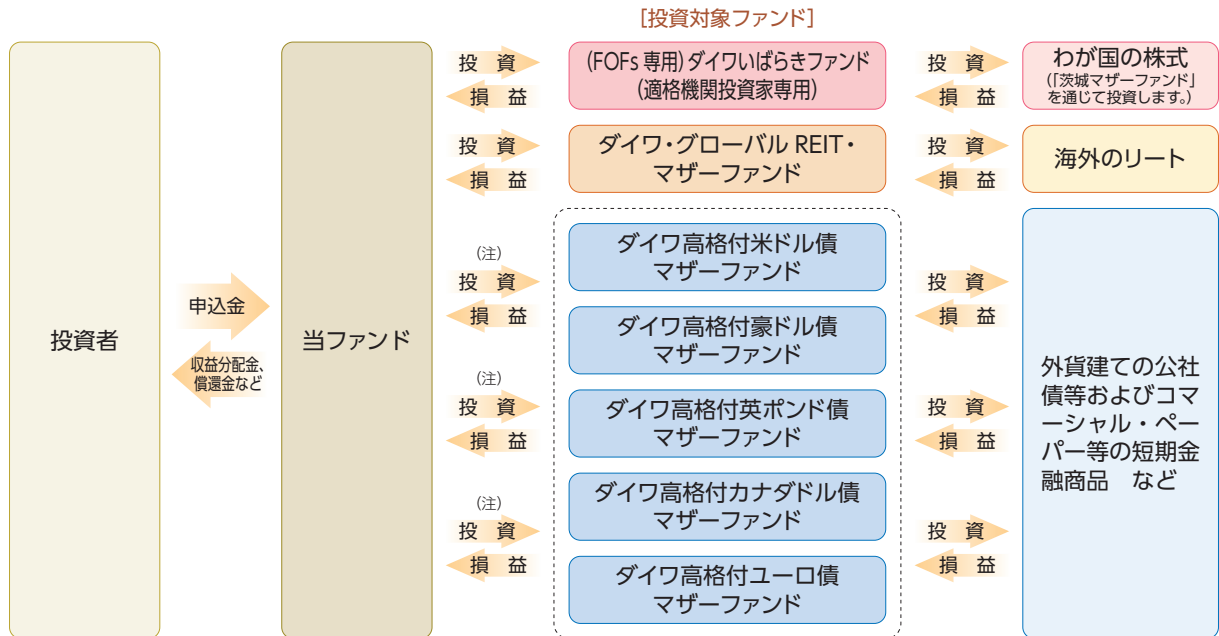 [投資対象ファンド]
投資者
申込金
収益分配金、
償還金など
当ファンド
投 資
損 益
(FOFs 専用)ダイワいばらきファンド
(適格機関投資家専用)
投 資
損 益
わが国の株式
(「茨城マザーファンド」
を通じて投資します。)
投 資
損 益
ダイワ・グローバル REIT・
マザーファンド
投 資
損 益
海外のリート
(注)
投 資
損 益
ダイワ高格付米ドル債
マザーファンド
投 資
損 益
ダイワ高格付豪ドル債
マザーファンド
(注)
投 資
損 益
ダイワ高格付英ポンド債
マザーファンド
投 資
損 益
外貨建ての公社
債等およびコマ
ーシャル・ペー
パー等の短期金
融商品 など
ダイワ高格付カナダドル債
マザーファンド
(注)
投 資
損 益
投 資
損 益
ダイワ高格付ユーロ債
マザーファンド